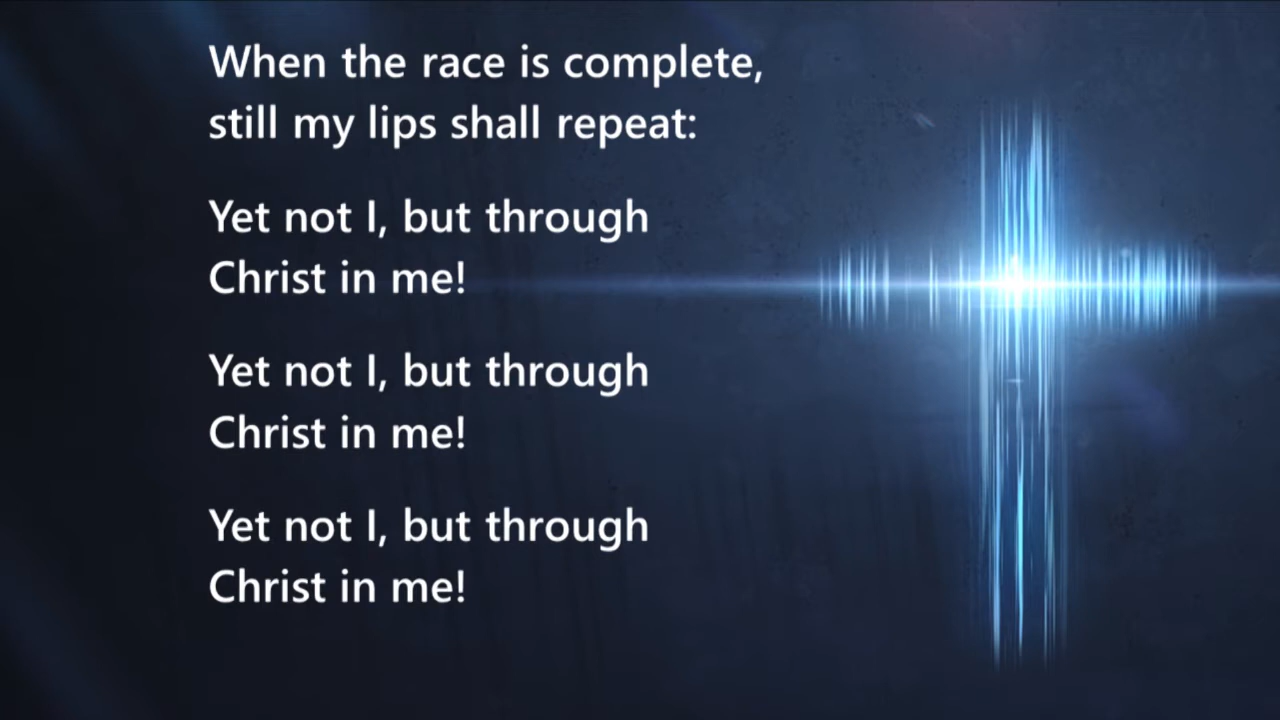 When the race is complete,
still my lips shall repeat:
Yet not I, but through
Christ in me!
Yet not I, but through
Christ in me!
Yet not I, but through
Christ in me!